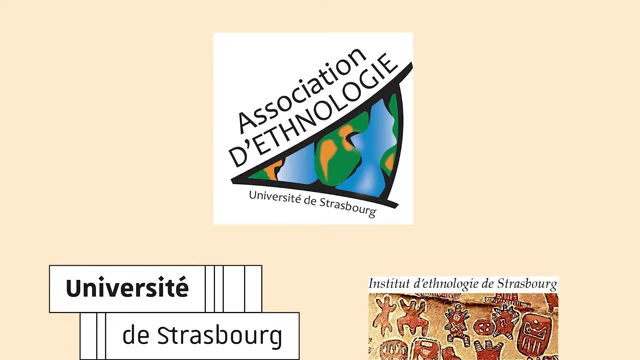 Association
D'ETHNOLOGIE
Université de Strasbourg
Université
de Strasbourg
Institut d'ethnologie de Strasbourg